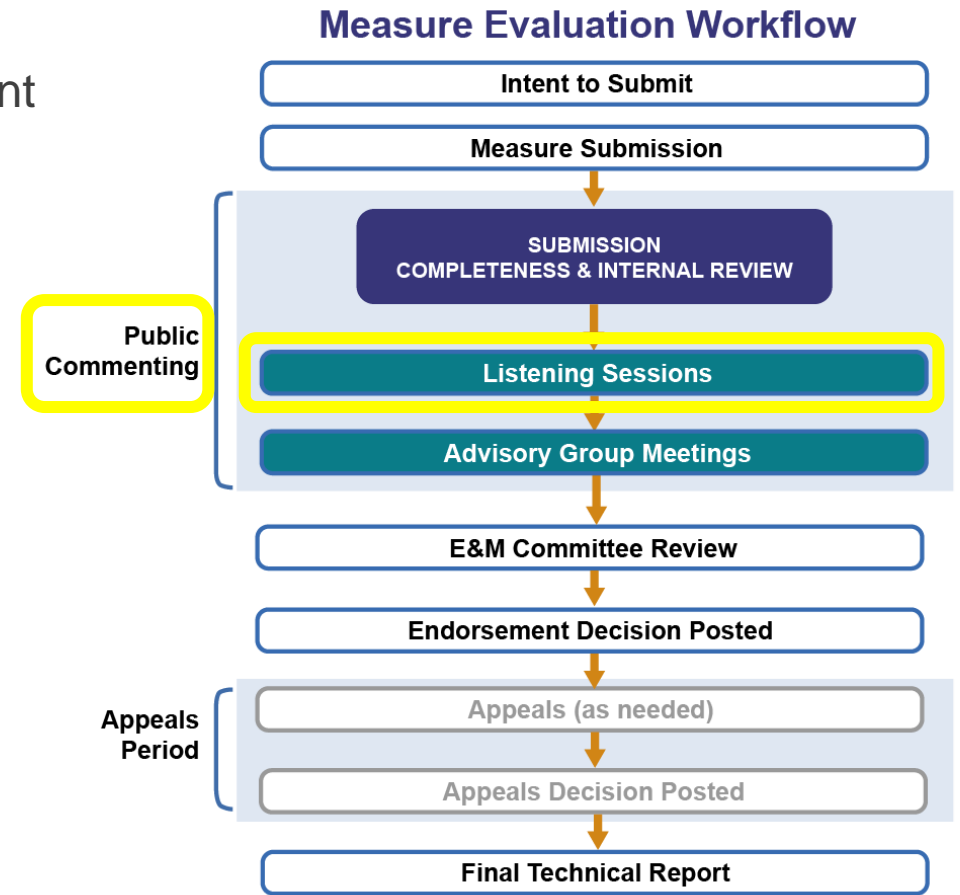 Measure Evaluation Workflow
nt
Intent to Submit
Measure Submission
SUBMISSION
COMPLETENESS & INTERNAL REVIEW
Public
Commenting
Listening Sessions
Advisory Group Meetings
E&M Committee Review
Endorsement Decision Posted
Appeals
Period
Appeals (as needed)
Appeals Decision Posted
Final Technical Report